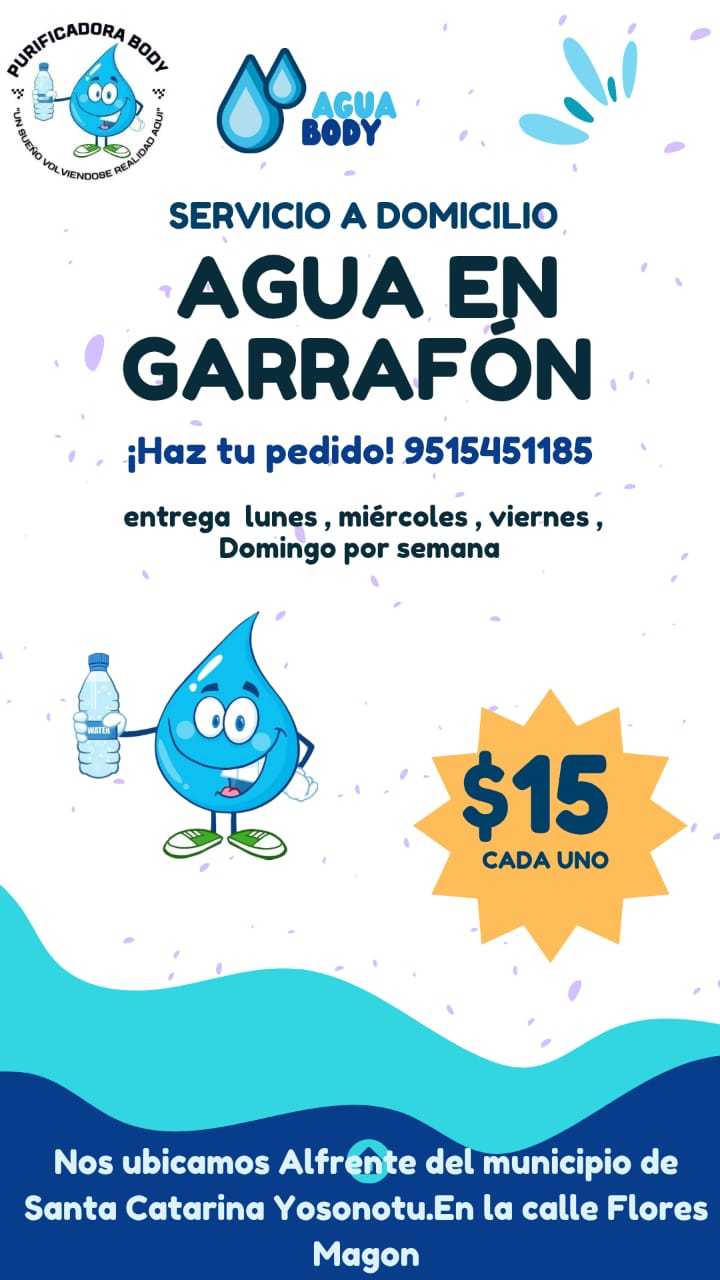 PURIFICADORA BODY
"UN SUEÑO VOLVIENDOSE REALIDAD AQUI"
AGUA
BODY
SERVICIO A DOMICILIO
AGUA EN
GARRAFÓN
¡Haz tu pedido! 9515451185
entrega lunes , miércoles , viernes ,
Domingo por semana
WATER
$15
CADA UNO
Nos ubicamos Alfrente del municipio de
Santa Catarina Yosonotu.En la calle Flores
Magon